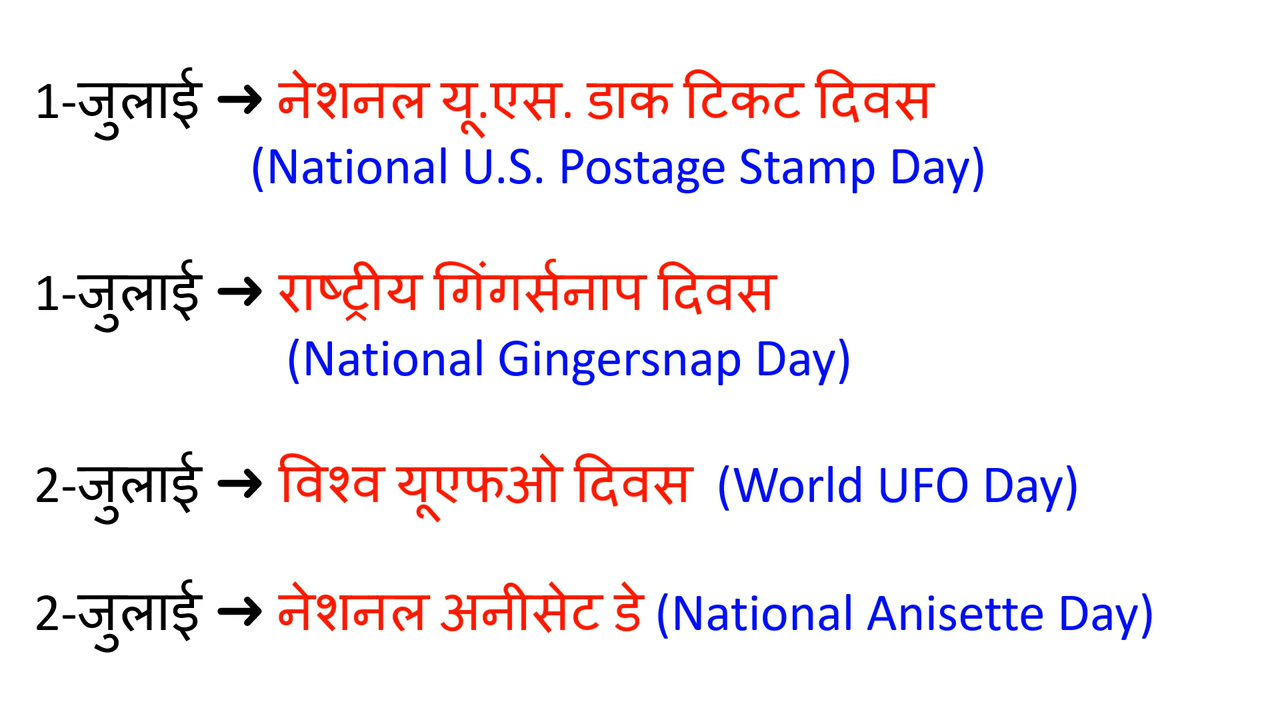 1-जुलाई ➜ नेशनल यू.एस. डाक टिकट दिवस
(National U.S. Postage Stamp Day)
1-जुलाई ➜ राष्ट्रीय गिंगर्सनाप दिवस
(National Gingersnap Day)
2-जुलाई ➜ विश्व यूएफओ दिवस (World UFO Day)
2-जुलाई ➜ नेशनल अनीसेट डे (National Anisette Day)